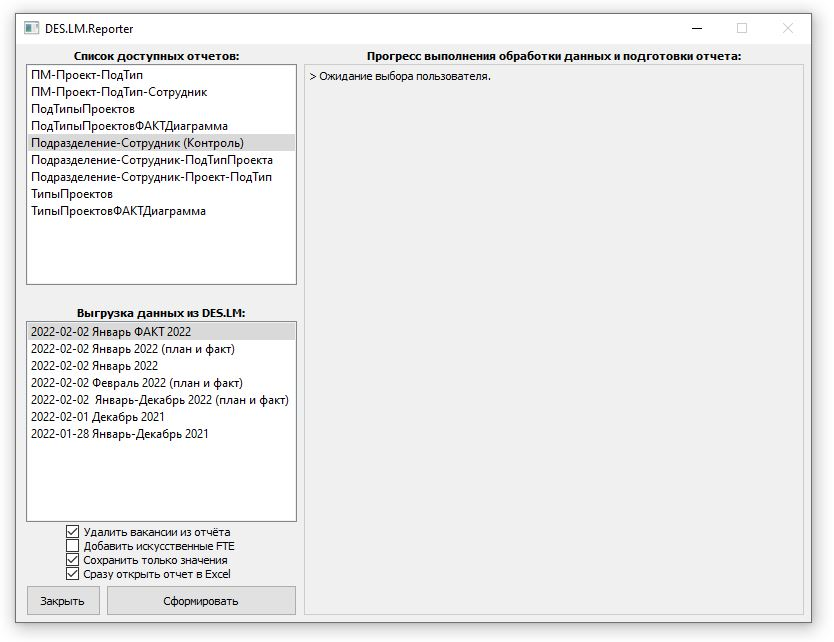 DES.LM.Reporter
Список доступных отчетов:
ПМ-Проект-ПодТип
ПМ-Проект-ПодТип-Сотрудник
ПодТипыПроектов
ПодТипыПроектовФАКТДиаграмма
Подразделение-Сотрудник (Контроль)
Подразделение-Сотрудник-ПодТипПроекта
Подразделение-Сотрудник-Проект-ПодТип
ТипыПроектов
ТипыПроектовФАКТДиаграмма
Выгрузка данных из DES.LM:
2022-02-02 Январь ФАКТ 2022
2022-02-02 Январь 2022 (план и факт)
2022-02-02 Январь 2022
2022-02-02 Февраль 2022 (план и факт)
2022-02-02  Январь-Декабрь 2022 (план и факт)
2022-02-01 Декабрь 2021
2022-01-28 Январь-Декабрь 2021
Удалить вакансии из отчёта
Добавить искусственные FTE
Сохранить только значения
Сразу открыть отчет в Excel
Закрыть
Сформировать
Прогресс выполнения обработки данных и подготовки отчета:
> Ожидание выбора пользователя.